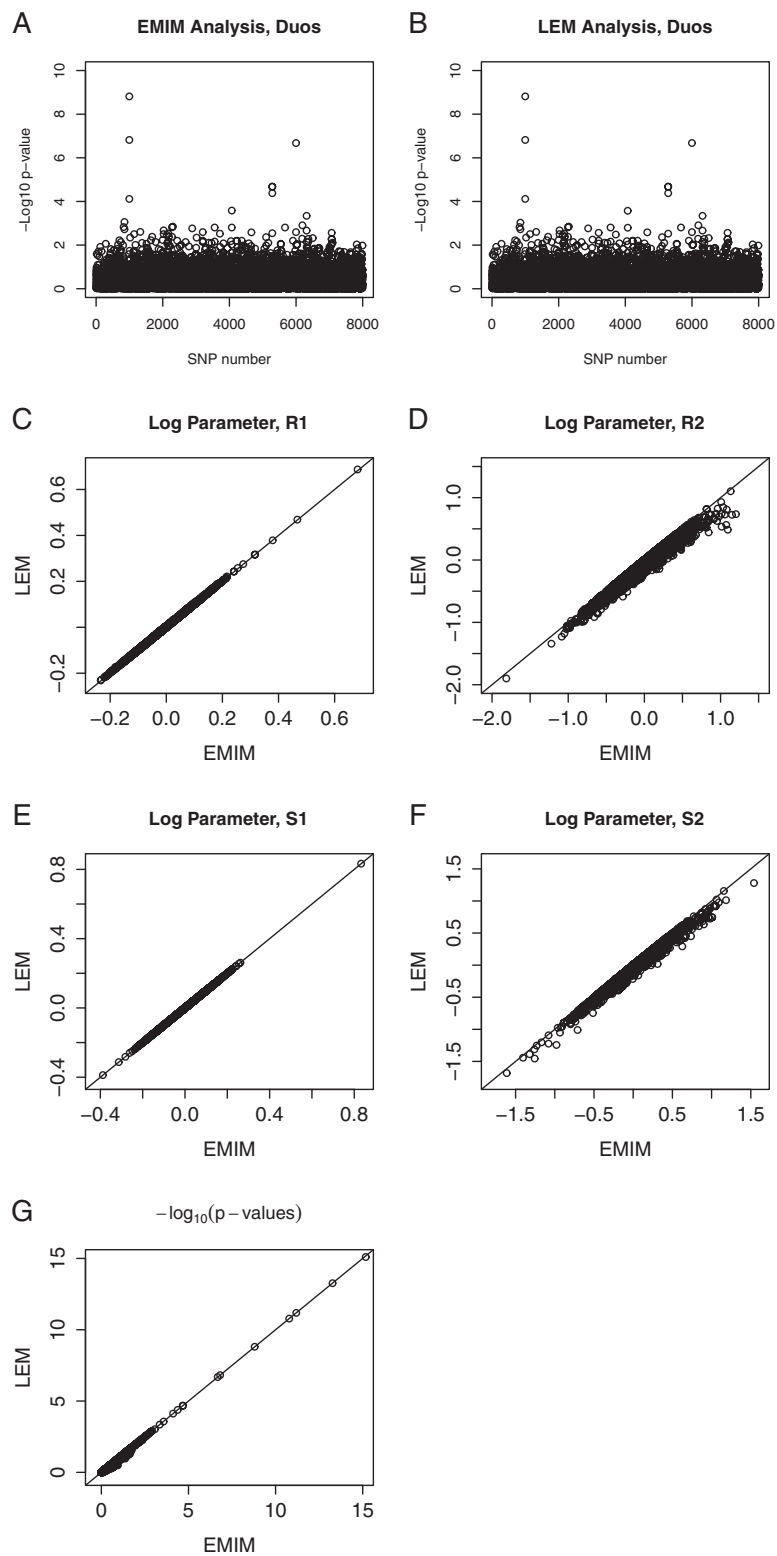 A
EMIM Analysis, Duos
−Log10 p-value
10
8
6
4
2
0
0 2000 4000 6000 8000
SNP number
B
LEM Analysis, Duos
−Log10 p-value
10
8
6
4
2
0
0 2000 4000 6000 8000
SNP number
C
Log Parameter, R1
LEM
0.6
0.4
0.2
−0.2
−0.2 0.0 0.2 0.4 0.6
EMIM
D
Log Parameter, R2
LEM
1.0
0.0
−1.0
−2.0
−2.0 −1.0 0.0 1.0
EMIM
E
Log Parameter, S1
LEM
0.8
0.4
0.0
−0.4
−0.4 0.0 0.4 0.8
EMIM
F
Log Parameter, S2
LEM
1.5
0.5
−0.5
−1.5
−1.5 −0.5 0.5 1.5
EMIM
G
−log₁₀(p − values)
LEM
15
10
5
0
0 5 10 15
EMIM